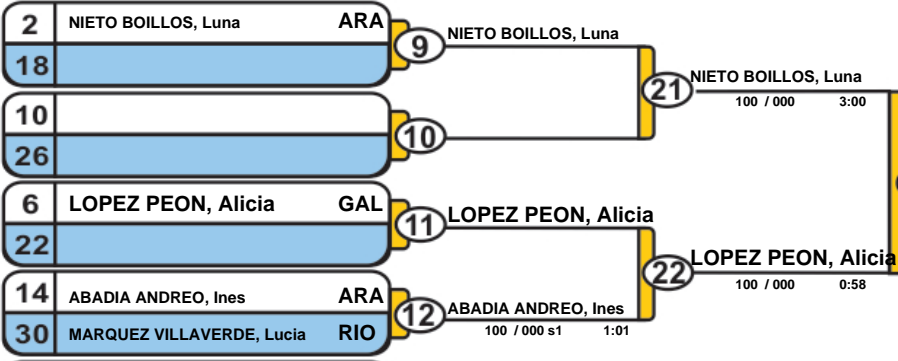 2 NIETO BOILLOS, Luna ARA
18
9 NIETO BOILLOS, Luna
21 NIETO BOILLOS, Luna
100 / 000 3:00
10
26
10
6 LOPEZ PEON, Alicia GAL
22
11 LOPEZ PEON, Alicia
22 LOPEZ PEON, Alicia
100 / 000 0:58
14 ABADIA ANDREO, Ines ARA
30 MARQUEZ VILLAVERDE, Lucia RIO
12 ABADIA ANDREO, Ines
100 / 000 s1 1:01